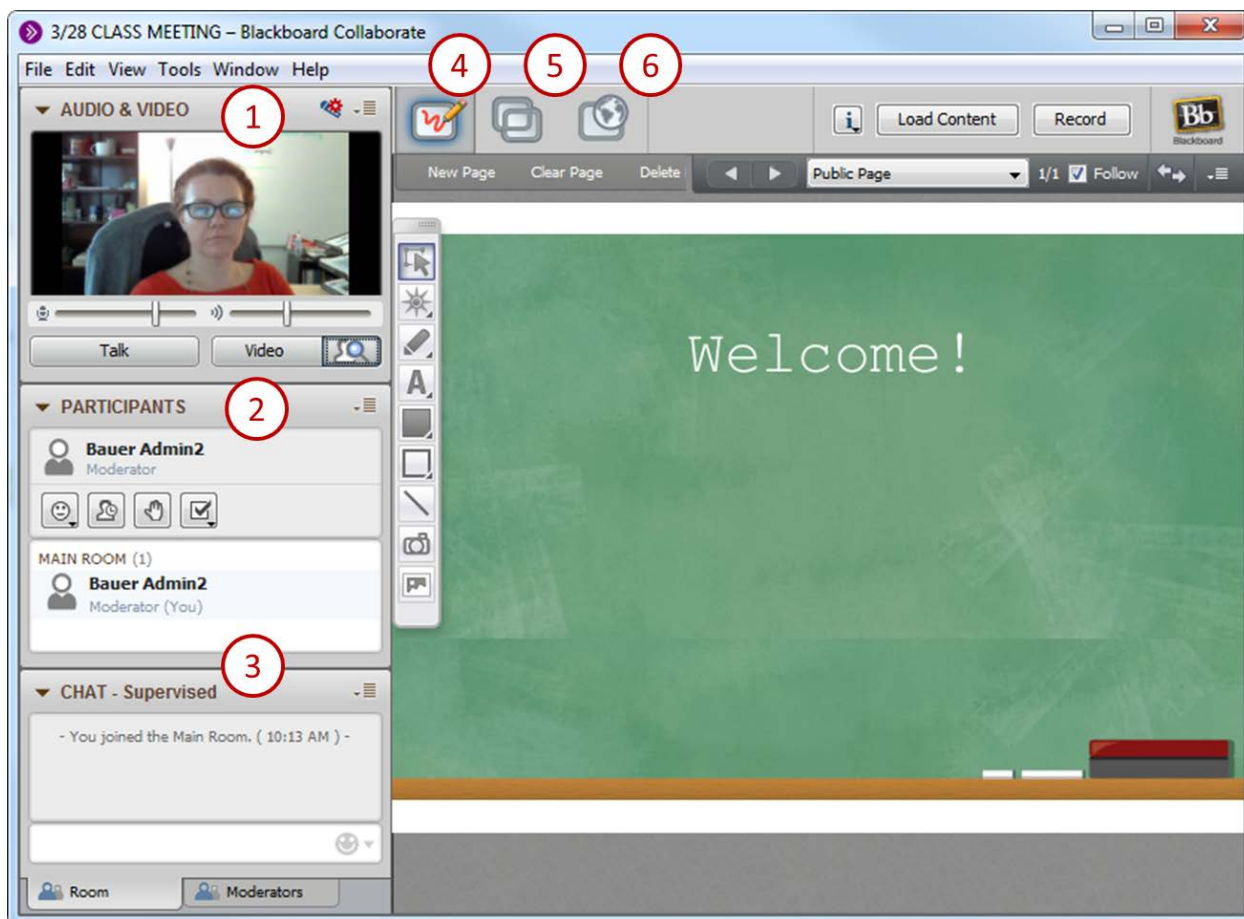 3/28 CLASS MEETING – Blackboard Collaborate
File Edit View Tools Window Help
4 5 6
AUDIO & VIDEO 1
Load Content Record
Bb
Blackboard
New Page Clear Page Delete Public Page 1/1 Follow
Talk Video
Welcome!
PARTICIPANTS 2
Bauer Admin2
Moderator
MAIN ROOM (1)
Bauer Admin2
Moderator (You)
3
CHAT - Supervised
- You joined the Main Room. ( 10:13 AM ) -
Room Moderators